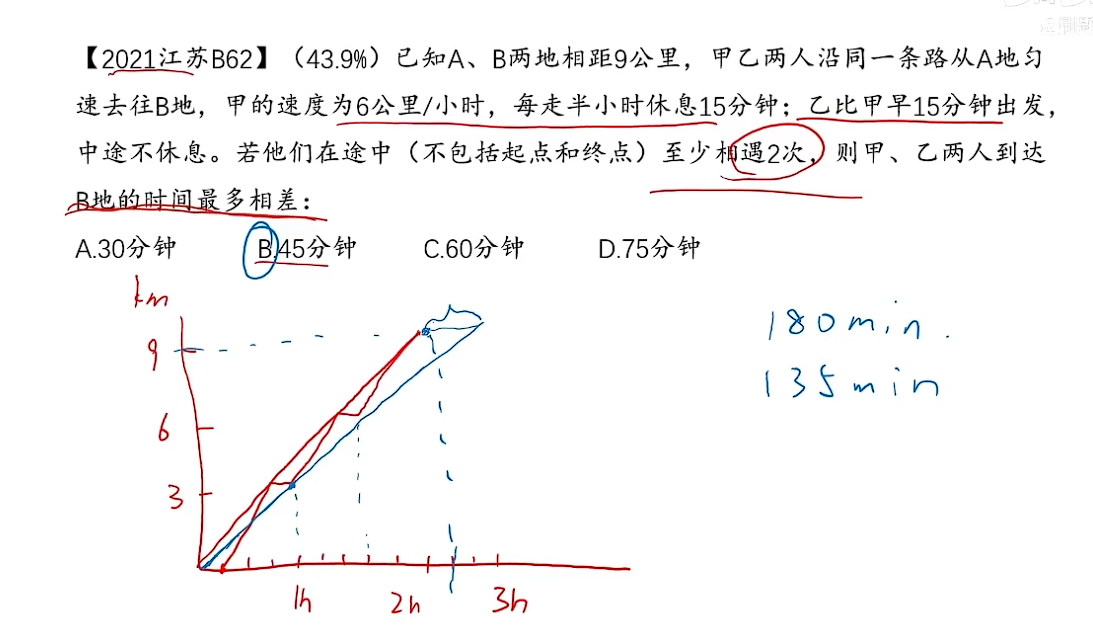 【2021江苏B62】（43.9%）已知A、B两地相距9公里，甲乙两人沿同一条路从A地匀
速去往B地，甲的速度为6公里/小时，每走半小时休息15分钟；乙比甲早15分钟出发，
中途不休息。若他们在途中（不包括起点和终点）至少相遇2次，则甲、乙两人到达
B地的时间最多相差：
A.30分钟 B.45分钟 C.60分钟 D.75分钟
km
180min.
9
135min
6
3
1h 2h 3h